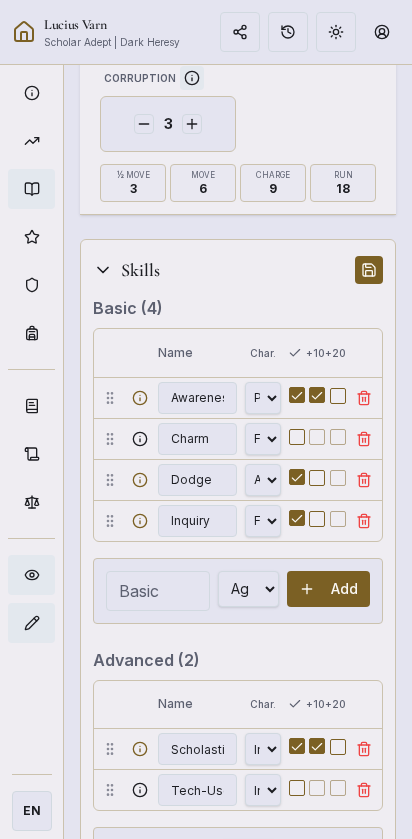 Lucius Varn
Scholar Adept | Dark Heresy
CORRUPTION
3
½ MOVE MOVE CHARGE RUN
3 6 9 18
Skills
Basic (4)
Name Char. +10 +20
Awarenes P
Charm F
Dodge A
Inquiry F
Basic Ag Add
Advanced (2)
Name Char. +10 +20
Scholasti Ir
Tech-Us Ir
EN